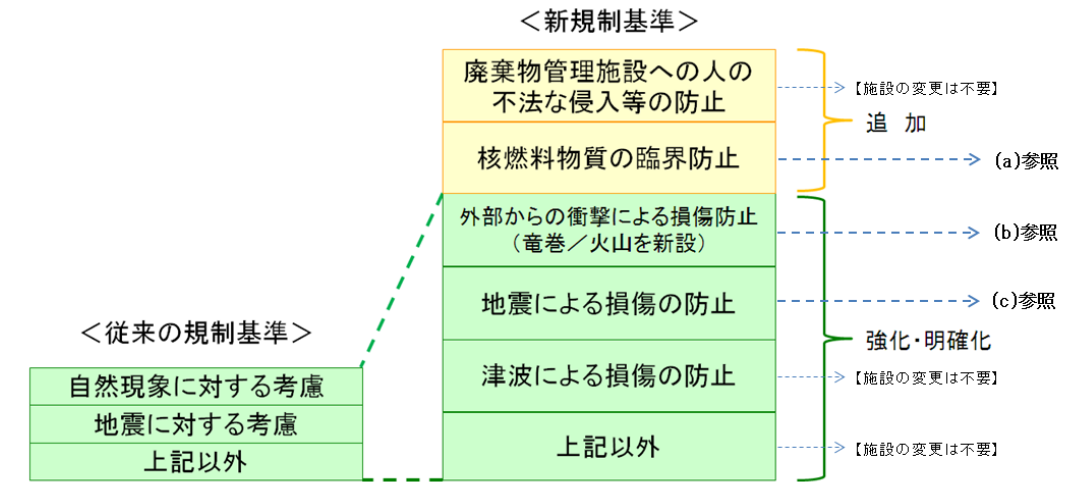 ＜新規制基準＞
廃棄物管理施設への人の
不法な侵入等の防止
【施設の変更は不要】
追　加
核燃料物質の臨界防止
(a)参照
外部からの衝撃による損傷防止
（竜巻／火山を新設）
(b)参照
地震による損傷の防止
(c)参照
強化・明確化
津波による損傷の防止
【施設の変更は不要】
上記以外
【施設の変更は不要】
＜従来の規制基準＞
自然現象に対する考慮
地震に対する考慮
上記以外